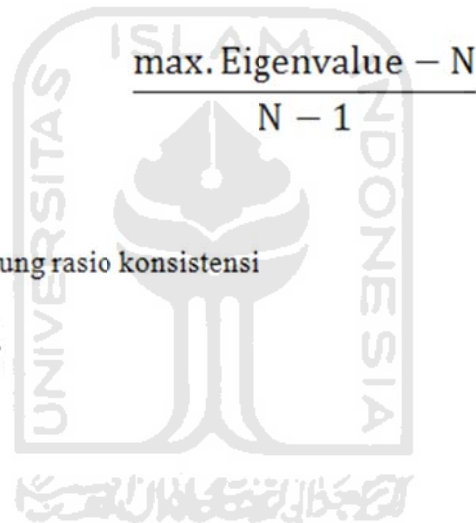 ISLAM
UNIVERSITAS
INDONESIA
max. Eigenvalue − N
N − 1
ung rasio konsistensi